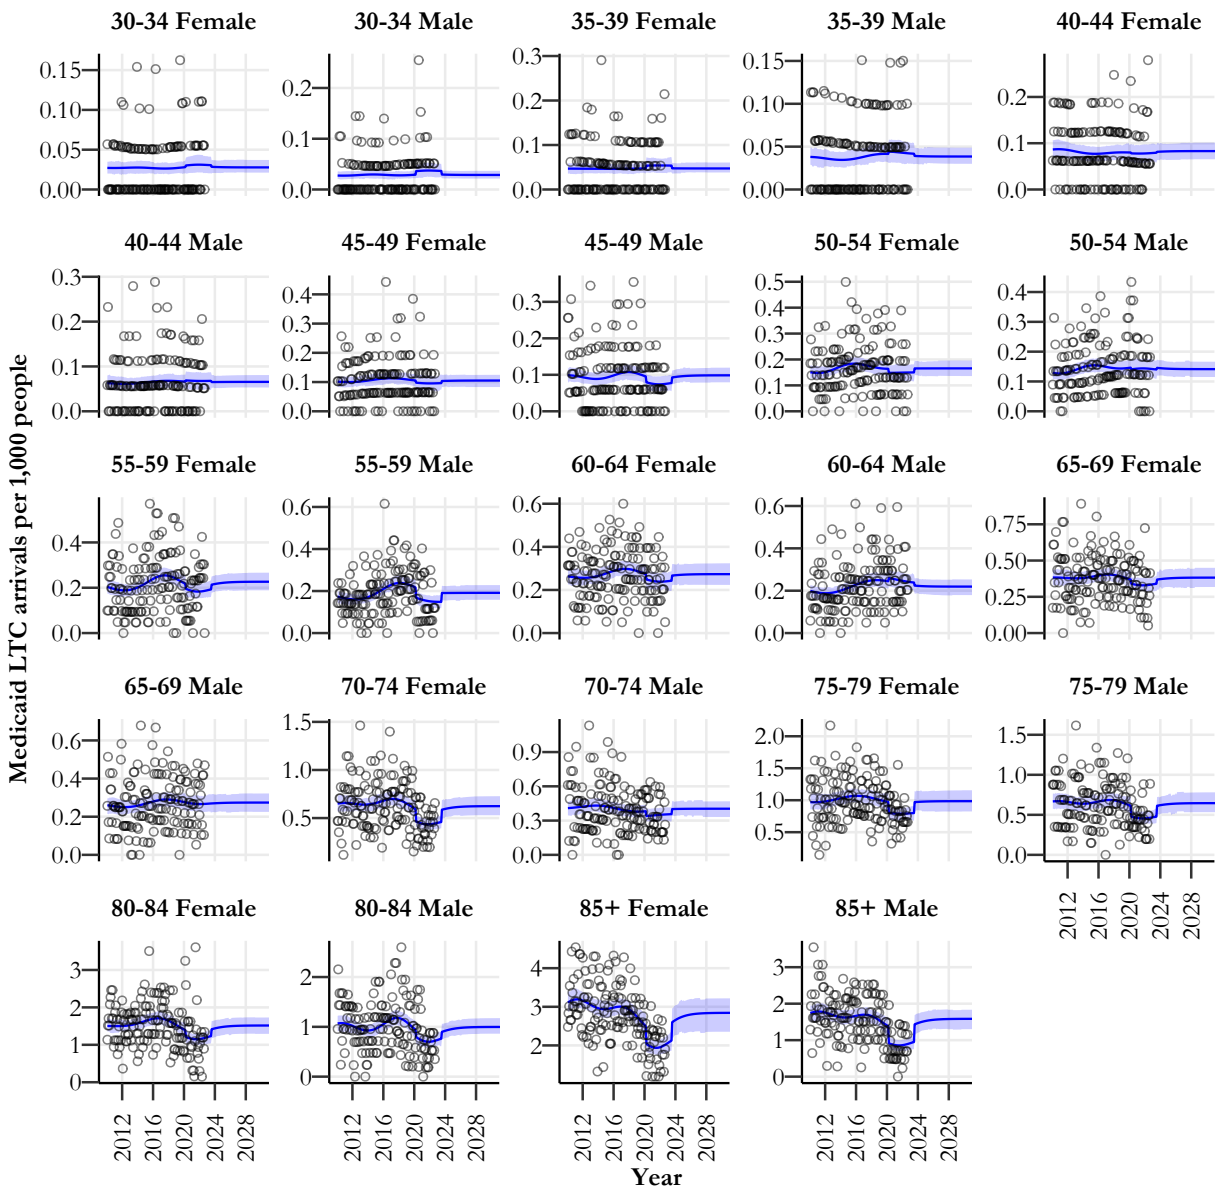 30-34 Female 30-34 Male 35-39 Female 35-39 Male 40-44 Female
0.15 0.10 0.05 0.00
0.2 0.1 0.0
0.3 0.2 0.1 0.0
0.15 0.10 0.05 0.00
0.2 0.1 0.0
40-44 Male 45-49 Female 45-49 Male 50-54 Female 50-54 Male
0.3 0.2 0.1 0.0
0.4 0.3 0.2 0.1 0.0
0.3 0.2 0.1 0.0
0.5 0.4 0.3 0.2 0.1 0.0
0.4 0.3 0.2 0.1 0.0
Medicaid LTC arrivals per 1,000 people
55-59 Female 55-59 Male 60-64 Female 60-64 Male 65-69 Female
0.4 0.2 0.0
0.6 0.4 0.2 0.0
0.6 0.4 0.2 0.0
0.6 0.4 0.2 0.0
0.75 0.50 0.25 0.00
65-69 Male 70-74 Female 70-74 Male 75-79 Female 75-79 Male
0.6 0.4 0.2 0.0
1.5 1.0 0.5
0.9 0.6 0.3 0.0
2.0 1.5 1.0 0.5
1.5 1.0 0.5 0.0
2012 2016 2020 2024 2028
80-84 Female 80-84 Male 85+ Female 85+ Male
3 2 1 0
2 1 0
4 3 2
3 2 1 0
2012 2016 2020 2024 2028
2012 2016 2020 2024 2028
2012 2016 2020 2024 2028
2012 2016 2020 2024 2028
Year